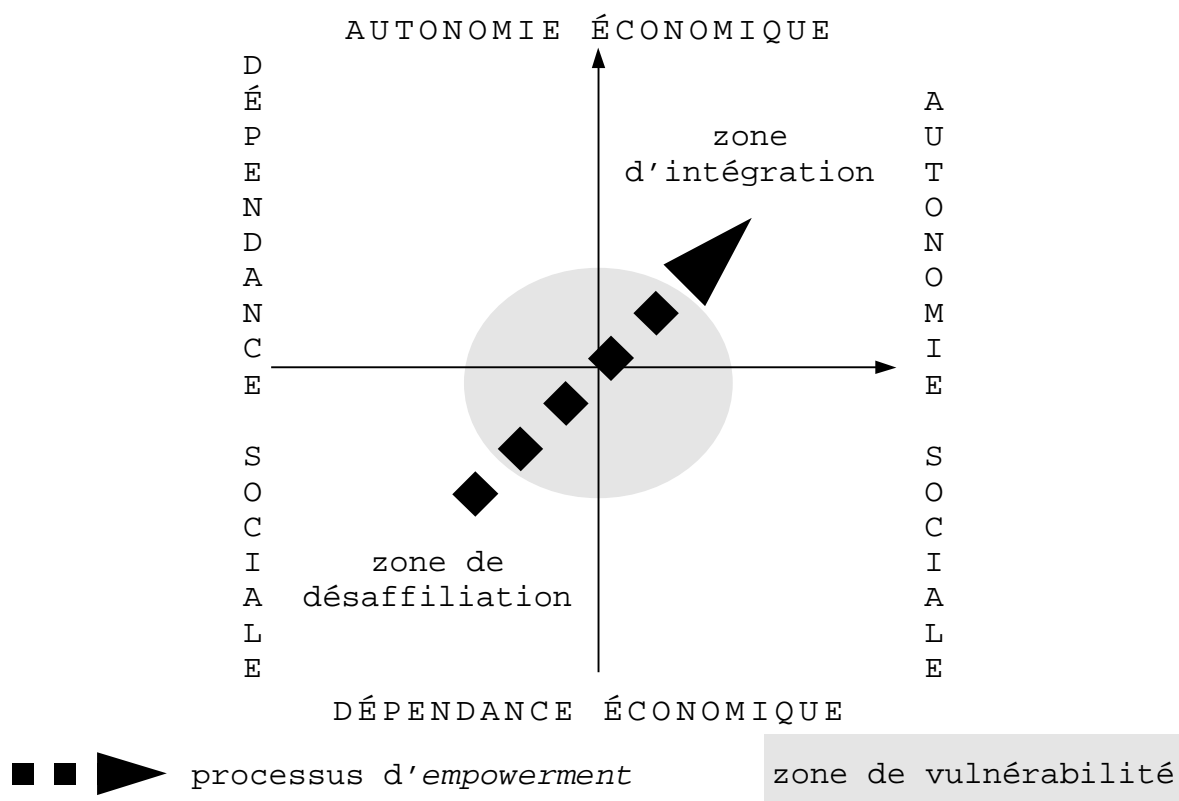 AUTONOMIE ÉCONOMIQUE
DÉPENDANCE SOCIALE
AUTONOMIE SOCIALE
zone
d'intégration
zone de
désaffiliation
DÉPENDANCE ÉCONOMIQUE
processus d'empowerment
zone de vulnérabilité